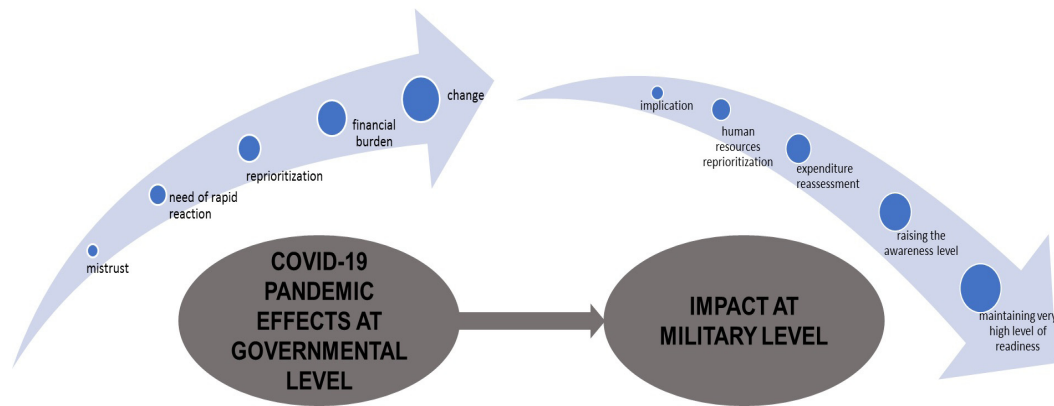 change
financial
burden
reprioritization
need of rapid
reaction
mistrust
implication
human
resources
reprioritization
expenditure
reassessment
raising the
awareness level
maintaining very
high level of
readiness
COVID-19
PANDEMIC
EFFECTS AT
GOVERNMENTAL
LEVEL
IMPACT AT
MILITARY LEVEL